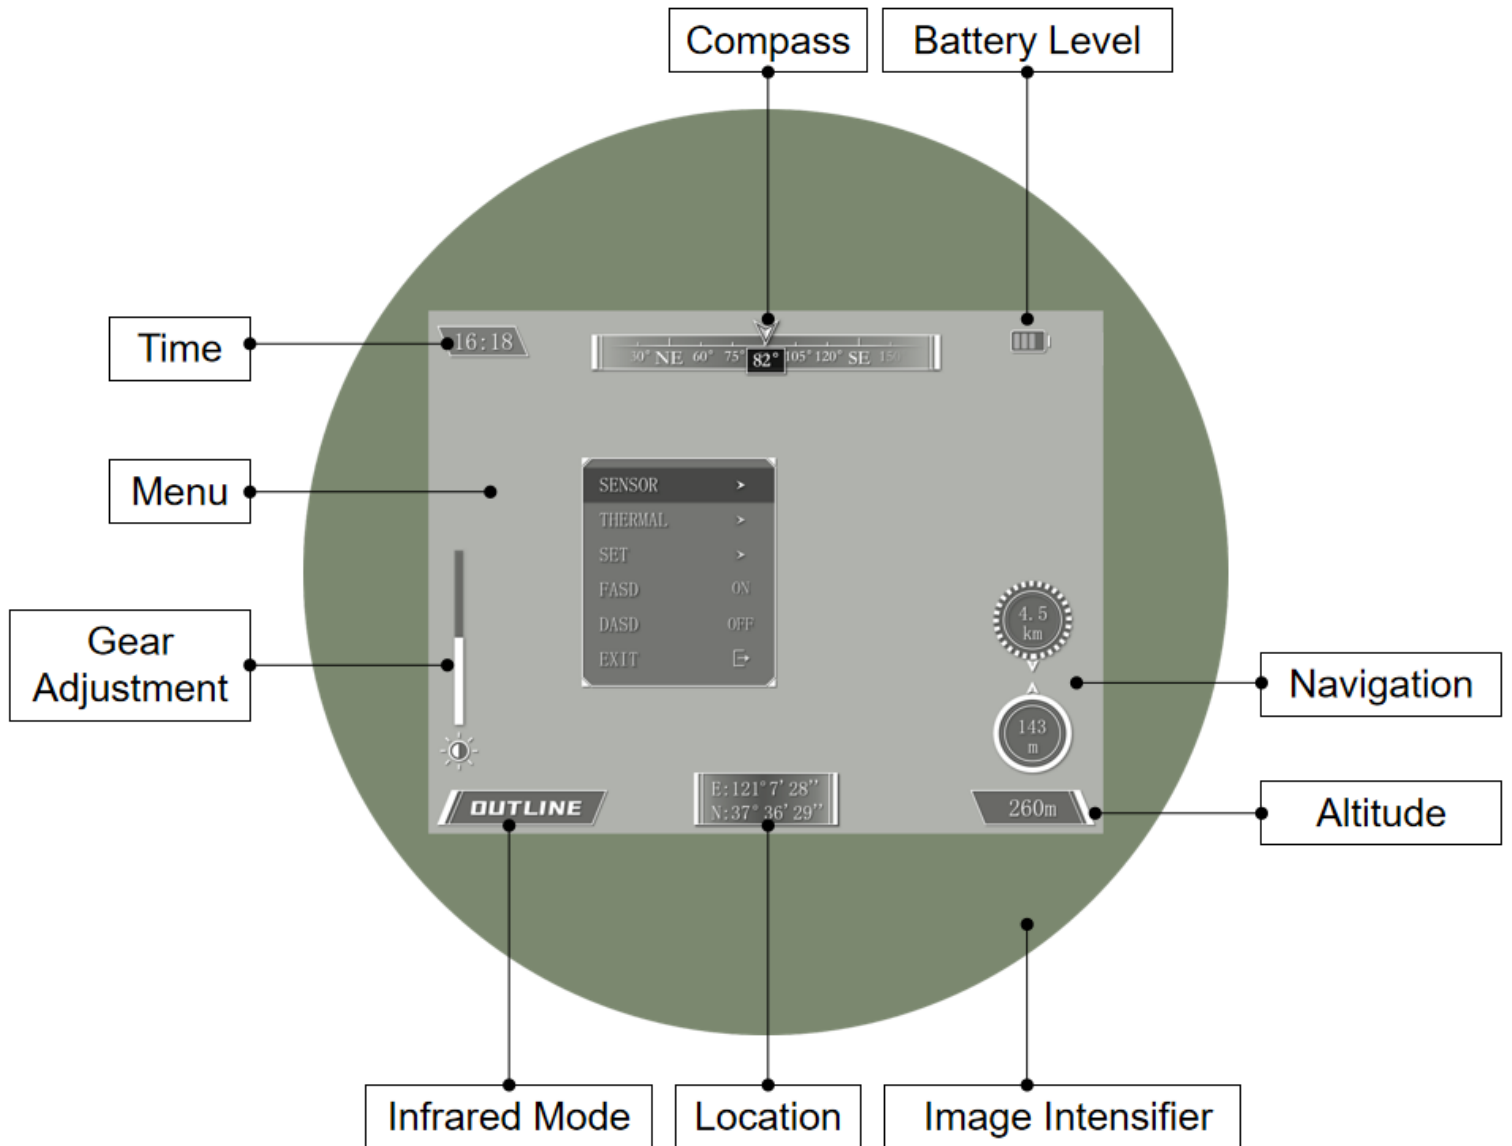 Compass
Battery Level
Time
16:18
30° NE 60° 75° 82° 105° 120° SE 150
Menu
SENSOR
THERMAL
SET
FASD ON
DASD OFF
EXIT
Gear
Adjustment
4.5
km
143
m
Navigation
OUTLINE
E:121°7'28''
N:37°36'29''
260m
Altitude
Infrared Mode
Location
Image Intensifier